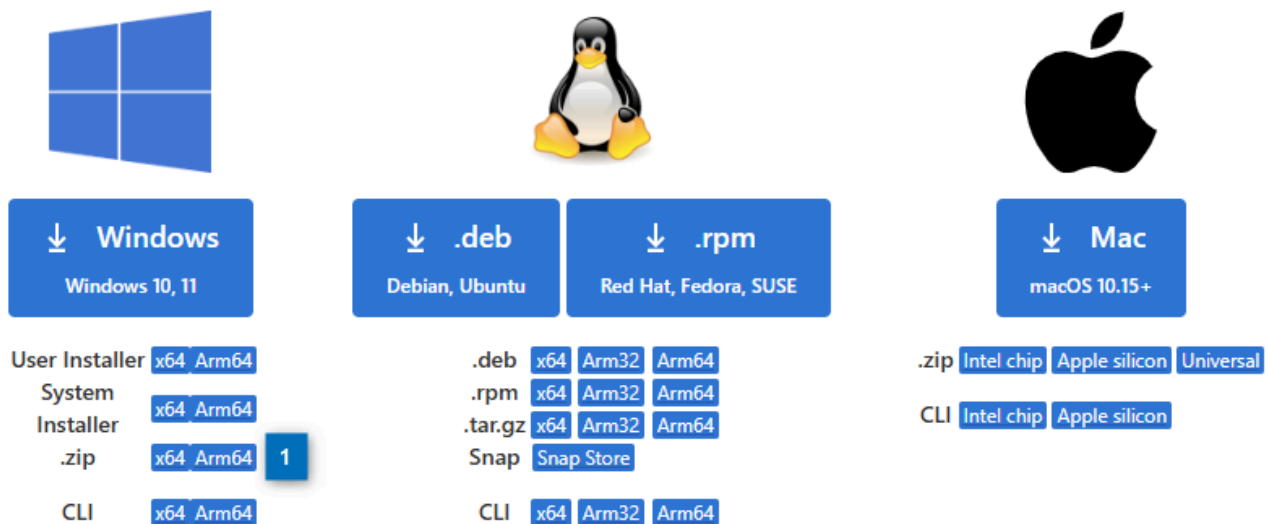 Windows
Windows 10, 11
.deb
Debian, Ubuntu
.rpm
Red Hat, Fedora, SUSE
Mac
macOS 10.15+
User Installer x64 Arm64
System
Installer
x64 Arm64
.zip x64 Arm64 1
CLI x64 Arm64
.deb x64 Arm32 Arm64
.rpm x64 Arm32 Arm64
.tar.gz x64 Arm32 Arm64
Snap Snap Store
CLI x64 Arm32 Arm64
.zip Intel chip Apple silicon Universal
CLI Intel chip Apple silicon